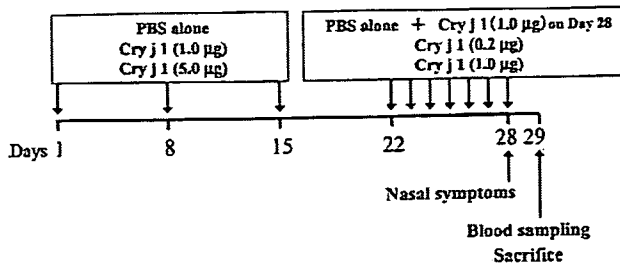 PBS alone
Cry j 1 (1.0 µg)
Cry j 1 (5.0 µg)
PBS alone + Cry j 1 (1.0 µg) on Day 28
Cry j 1 (0.2 µg)
Cry j 1 (1.0 µg)
Days 1 8 15 22 28 29
Nasal symptoms
Blood sampling
Sacrifice